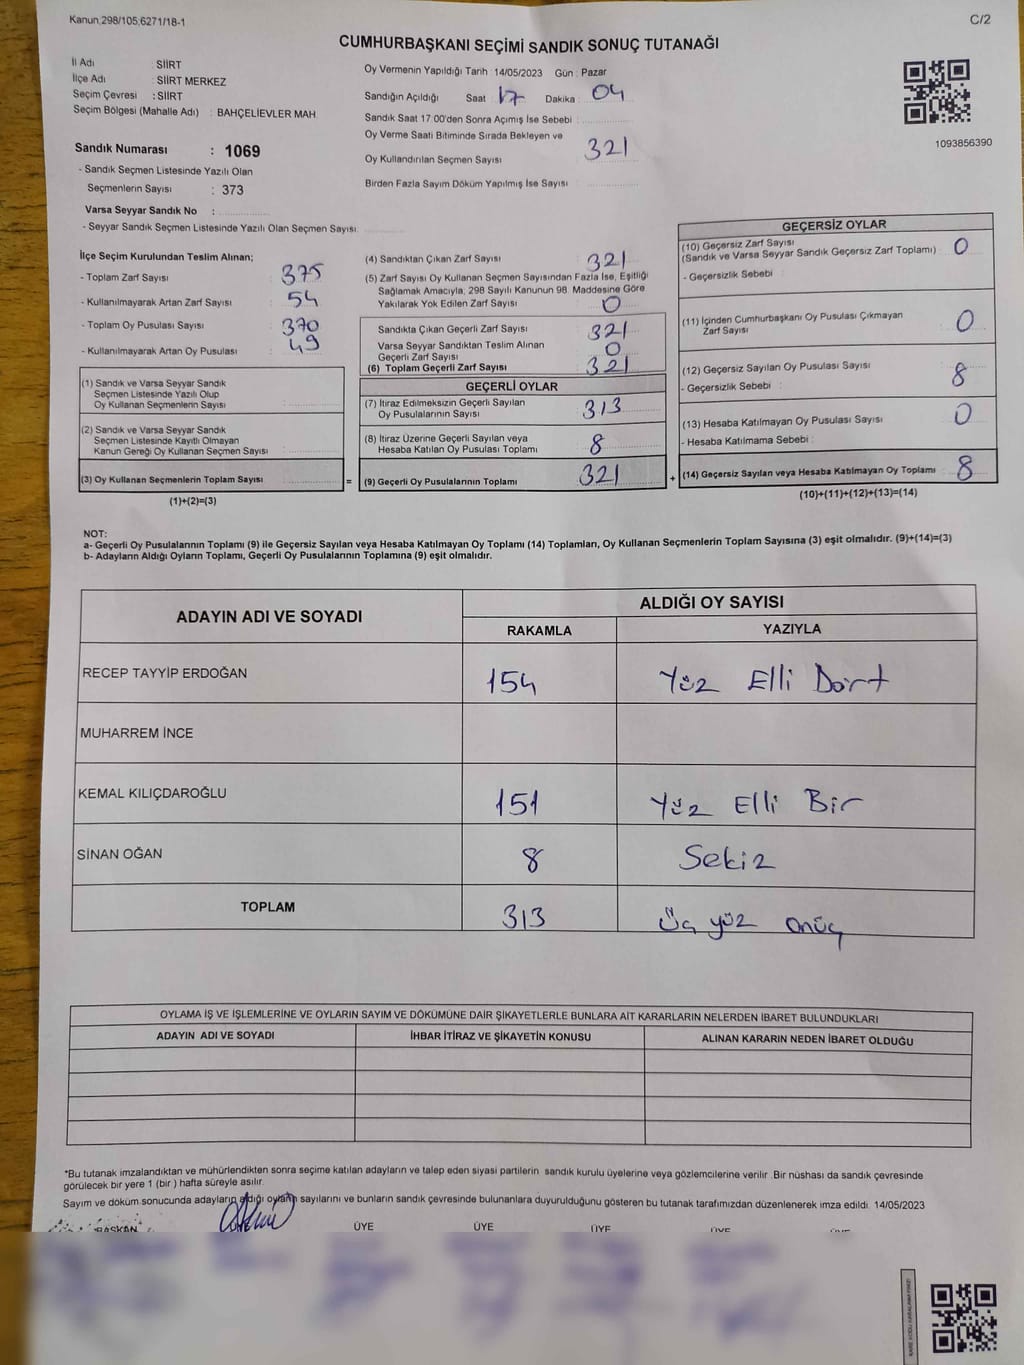 Kanun;298/105;6271/18-1
C/2
CUMHURBAŞKANI SEÇİMİ SANDIK SONUÇ TUTANAĞI
İl Adı : SİİRT
İlçe Adı : SİİRT MERKEZ
Seçim Çevresi : SİİRT
Seçim Bölgesi (Mahalle Adı) : BAHÇELİEVLER MAH.
Sandık Numarası : 1069
- Sandık Seçmen Listesinde Yazılı Olan
Seçmenlerin Sayısı : 373
Varsa Seyyar Sandık No :
- Seyyar Sandık Seçmen Listesinde Yazılı Olan Seçmen Sayısı:
Oy Vermenin Yapıldığı Tarih : 14/05/2023 Gün : Pazar
Sandığın Açıldığı Saat 17 Dakika : 04
Sandık Saat 17:00'den Sonra Açımış İse Sebebi :
Oy Verme Saati Bitiminde Sırada Bekleyen ve
Oy Kullandırılan Seçmen Sayısı 321
Birden Fazla Sayım Döküm Yapılmış İse Sayısı :
1093856390
İlçe Seçim Kurulundan Teslim Alınan;
- Toplam Zarf Sayısı : 375
- Kullanılmayarak Artan Zarf Sayısı : 54
- Toplam Oy Pusulası Sayısı : 370
- Kullanılmayarak Artan Oy Pusulası : 49
(1) Sandık ve Varsa Seyyar Sandık
Seçmen Listesinde Yazılı Olup
Oy Kullanan Seçmenlerin Sayısı :
(2) Sandık ve Varsa Seyyar Sandık
Seçmen Listesinde Kayıtlı Olmayan
Kanun Gereği Oy Kullanan Seçmen Sayısı :
(3) Oy Kullanan Seçmenlerin Toplam Sayısı :
=
(1)+(2)=(3)
(4) Sandıktan Çıkan Zarf Sayısı : 321
(5) Zarf Sayısı Oy Kullanan Seçmen Sayısından Fazla İse, Eşitliği
Sağlamak Amacıyla; 298 Sayılı Kanunun 98. Maddesine Göre
Yakılarak Yok Edilen Zarf Sayısı : 0
Sandıkta Çıkan Geçerli Zarf Sayısı : 321
Varsa Seyyar Sandıktan Teslim Alınan
Geçerli Zarf Sayısı : 0
(6) Toplam Geçerli Zarf Sayısı : 321
GEÇERLİ OYLAR
(7) İtiraz Edilmeksizin Geçerli Sayılan
Oy Pusulalarının Sayısı : 313
(8) İtiraz Üzerine Geçerli Sayılan veya
Hesaba Katılan Oy Pusulası Toplamı : 8
(9) Geçerli Oy Pusulalarının Toplamı : 321
+
GEÇERSİZ OYLAR
(10) Geçersiz Zarf Sayısı
(Sandık ve Varsa Seyyar Sandık Geçersiz Zarf Toplamı) : 0
- Geçersizlik Sebebi :
(11) İçinden Cumhurbaşkanı Oy Pusulası Çıkmayan
Zarf Sayısı : 0
(12) Geçersiz Sayılan Oy Pusulası Sayısı : 8
- Geçersizlik Sebebi :
(13) Hesaba Katılmayan Oy Pusulası Sayısı : 0
- Hesaba Katılmama Sebebi :
(14) Geçersiz Sayılan veya Hesaba Katılmayan Oy Toplamı : 8
(10)+(11)+(12)+(13)=(14)
NOT:
a- Geçerli Oy Pusulalarının Toplamı (9) ile Geçersiz Sayılan veya Hesaba Katılmayan Oy Toplamı (14) Toplamları, Oy Kullanan Seçmenlerin Toplam Sayısına (3) eşit olmalıdır. (9)+(14)=(3)
b- Adayların Aldığı Oyların Toplamı, Geçerli Oy Pusulalarının Toplamına (9) eşit olmalıdır.
ADAYIN ADI VE SOYADI
ALDIĞI OY SAYISI
RAKAMLA YAZIYLA
RECEP TAYYİP ERDOĞAN 154 Yüz Elli Dört
MUHARREM İNCE
KEMAL KILIÇDAROĞLU 151 Yüz Elli Bir
SİNAN OĞAN 8 Sekiz
TOPLAM 313 Üç yüz onüç
OYLAMA İŞ VE İŞLEMLERİNE VE OYLARIN SAYIM VE DÖKÜMÜNE DAİR ŞİKAYETLERLE BUNLARA AİT KARARLARIN NELERDEN İBARET BULUNDUKLARI
ADAYIN ADI VE SOYADI İHBAR İTİRAZ VE ŞİKAYETİN KONUSU ALINAN KARARIN NEDEN İBARET OLDUĞU
*Bu tutanak imzalandıktan ve mühürlendikten sonra seçime katılan adayların ve talep eden siyasi partilerin sandık kurulu üyelerine veya gözlemcilerine verilir. Bir nüshası da sandık çevresinde
görülecek bir yere 1 (bir ) hafta süreyle asılır.
Sayım ve döküm sonucunda adayların aldığı oyların sayılarını ve bunların sandık çevresinde bulunanlara duyurulduğunu gösteren bu tutanak tarafımızdan düzenlenerek imza edildi. 14/05/2023
BAŞKAN ÜYE ÜYE ÜYE ÜYE